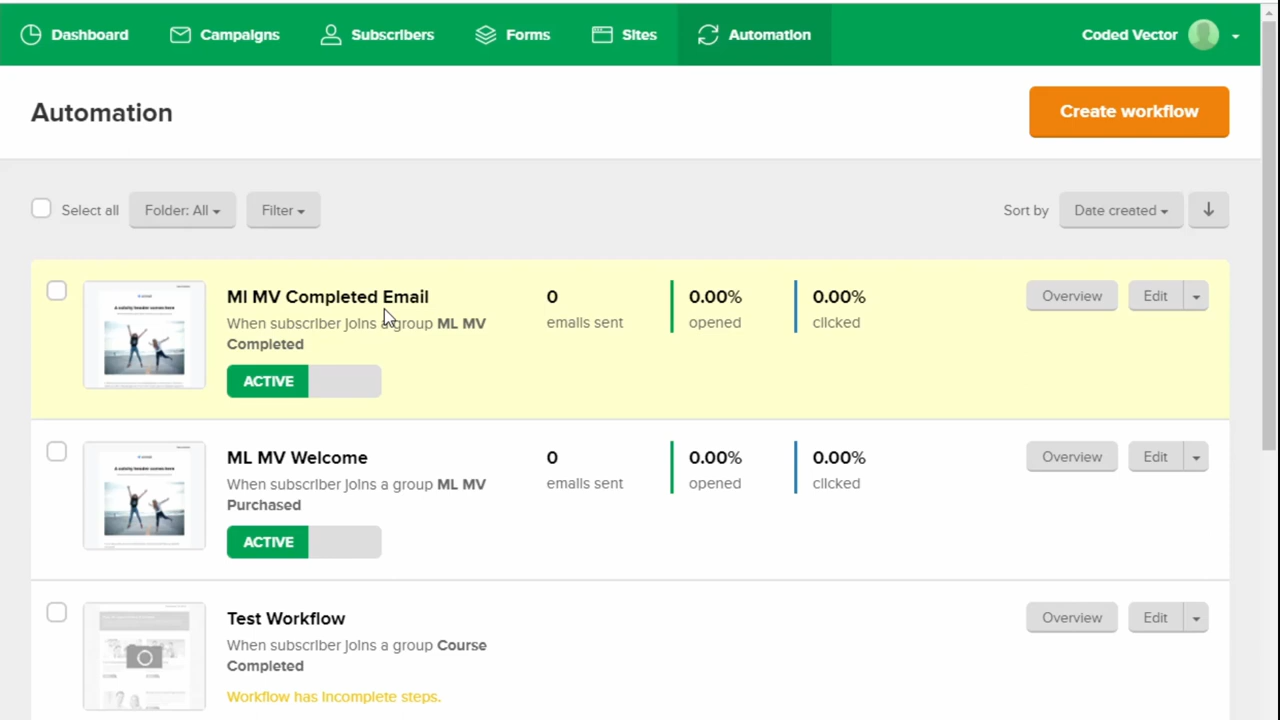 Dashboard Campaigns Subscribers Forms Sites Automation Coded Vector
Automation
Create workflow
Select all Folder: All Filter Sort by Date created
Ml MV Completed Email 0 0.00% 0.00% Overview Edit
When subscriber joins a group ML MV emails sent opened clicked
Completed
ACTIVE
ML MV Welcome 0 0.00% 0.00% Overview Edit
When subscriber joins a group ML MV emails sent opened clicked
Purchased
ACTIVE
Test Workflow Overview Edit
When subscriber joins a group Course
Completed
Workflow has incomplete steps.